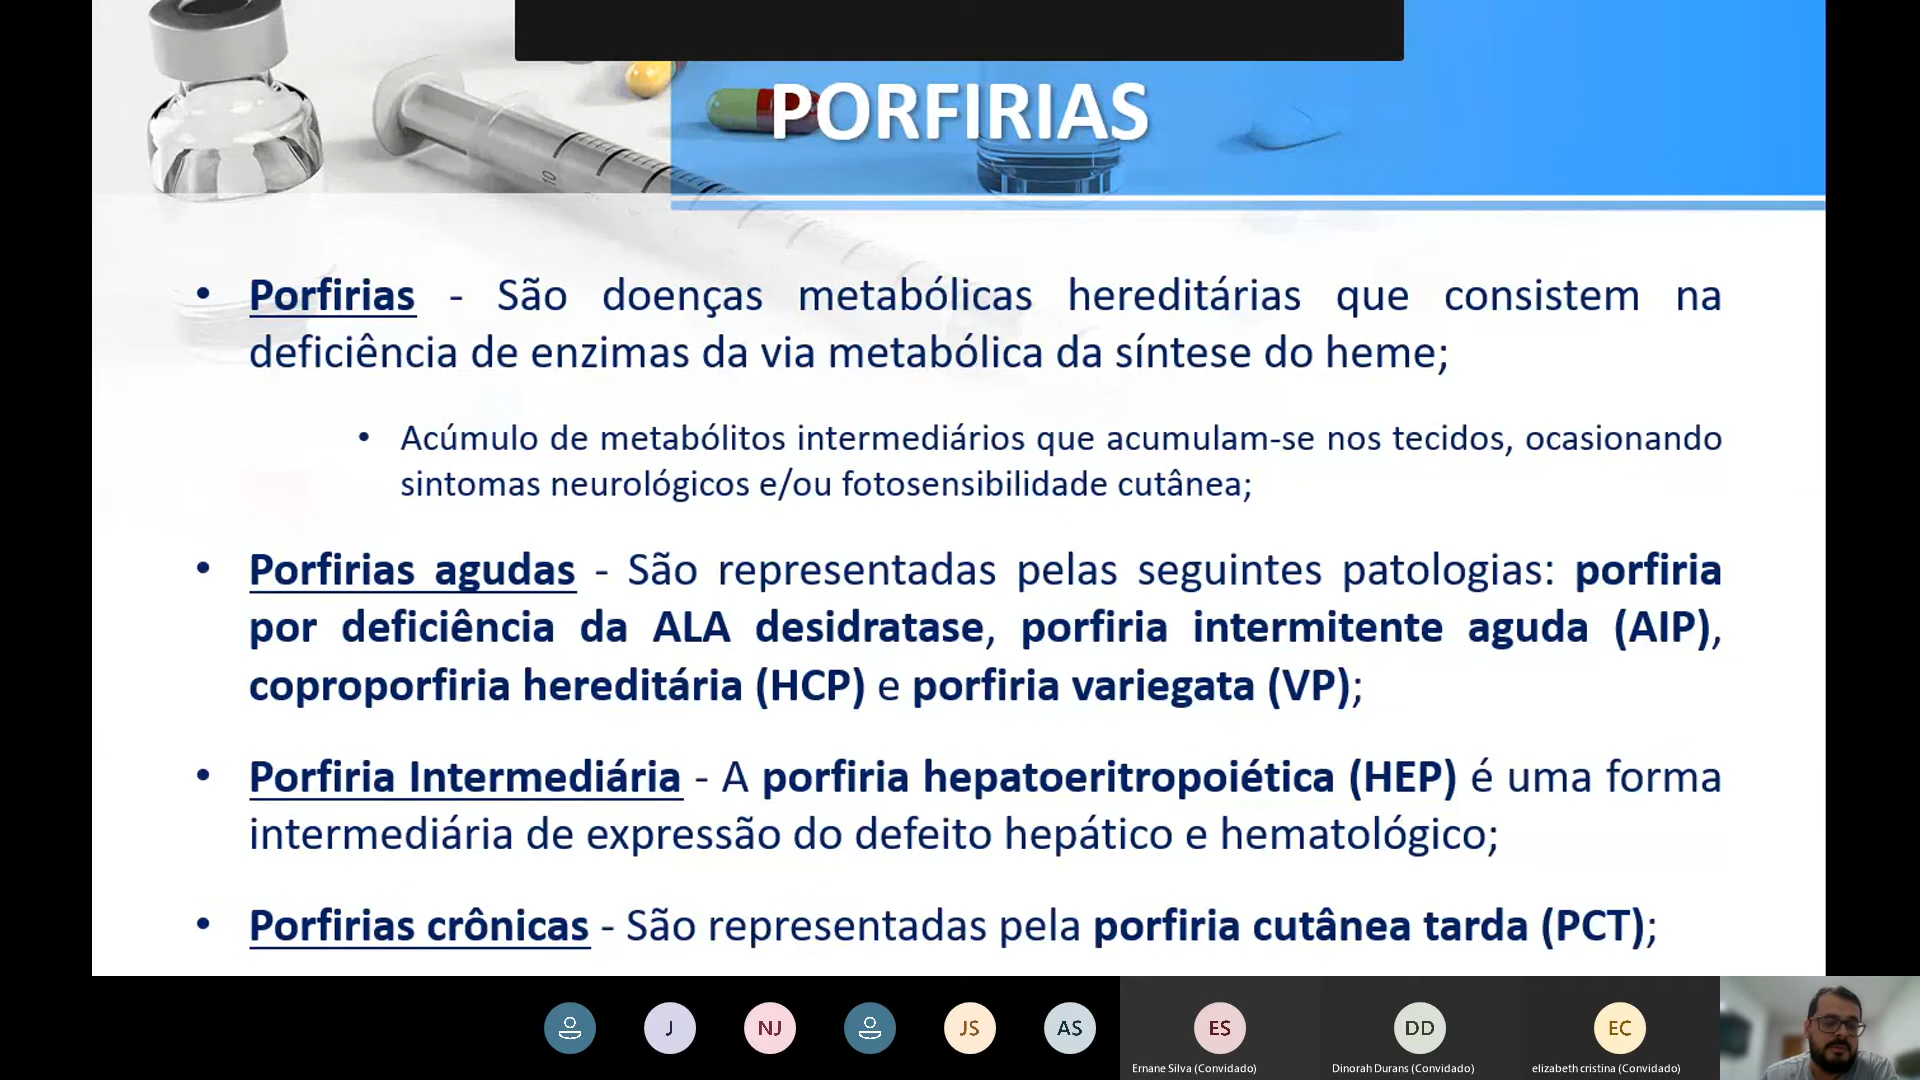 PORFIRIAS
• Porfirias - São doenças metabólicas hereditárias que consistem na
deficiência de enzimas da via metabólica da síntese do heme;
• Acúmulo de metabólitos intermediários que acumulam-se nos tecidos, ocasionando
sintomas neurológicos e/ou fotosensibilidade cutânea;
• Porfirias agudas - São representadas pelas seguintes patologias: porfiria
por deficiência da ALA desidratase, porfiria intermitente aguda (AIP),
coproporfiria hereditária (HCP) e porfiria variegata (VP);
• Porfiria Intermediária - A porfiria hepatoeritropoiética (HEP) é uma forma
intermediária de expressão do defeito hepático e hematológico;
• Porfirias crônicas - São representadas pela porfiria cutânea tarda (PCT);
10
J
NJ
JS
AS
ES
DD
EC
Ernane Silva (Convidado)
Dinorah Durans (Convidado)
elizabeth cristina (Convidado)